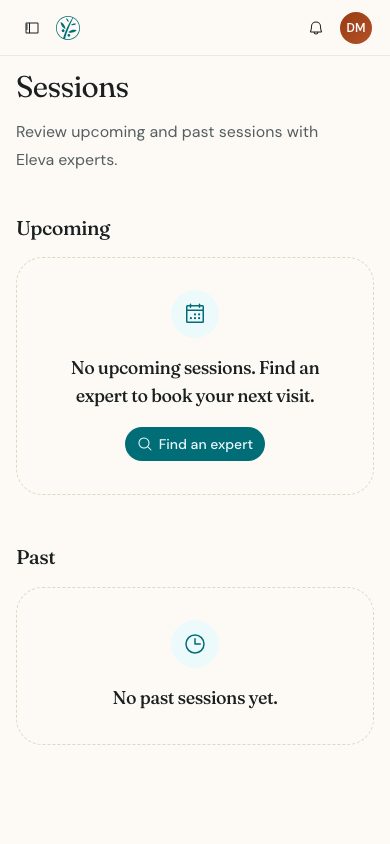 DM
Sessions
Review upcoming and past sessions with
Eleva experts.
Upcoming
No upcoming sessions. Find an
expert to book your next visit.
Find an expert
Past
No past sessions yet.